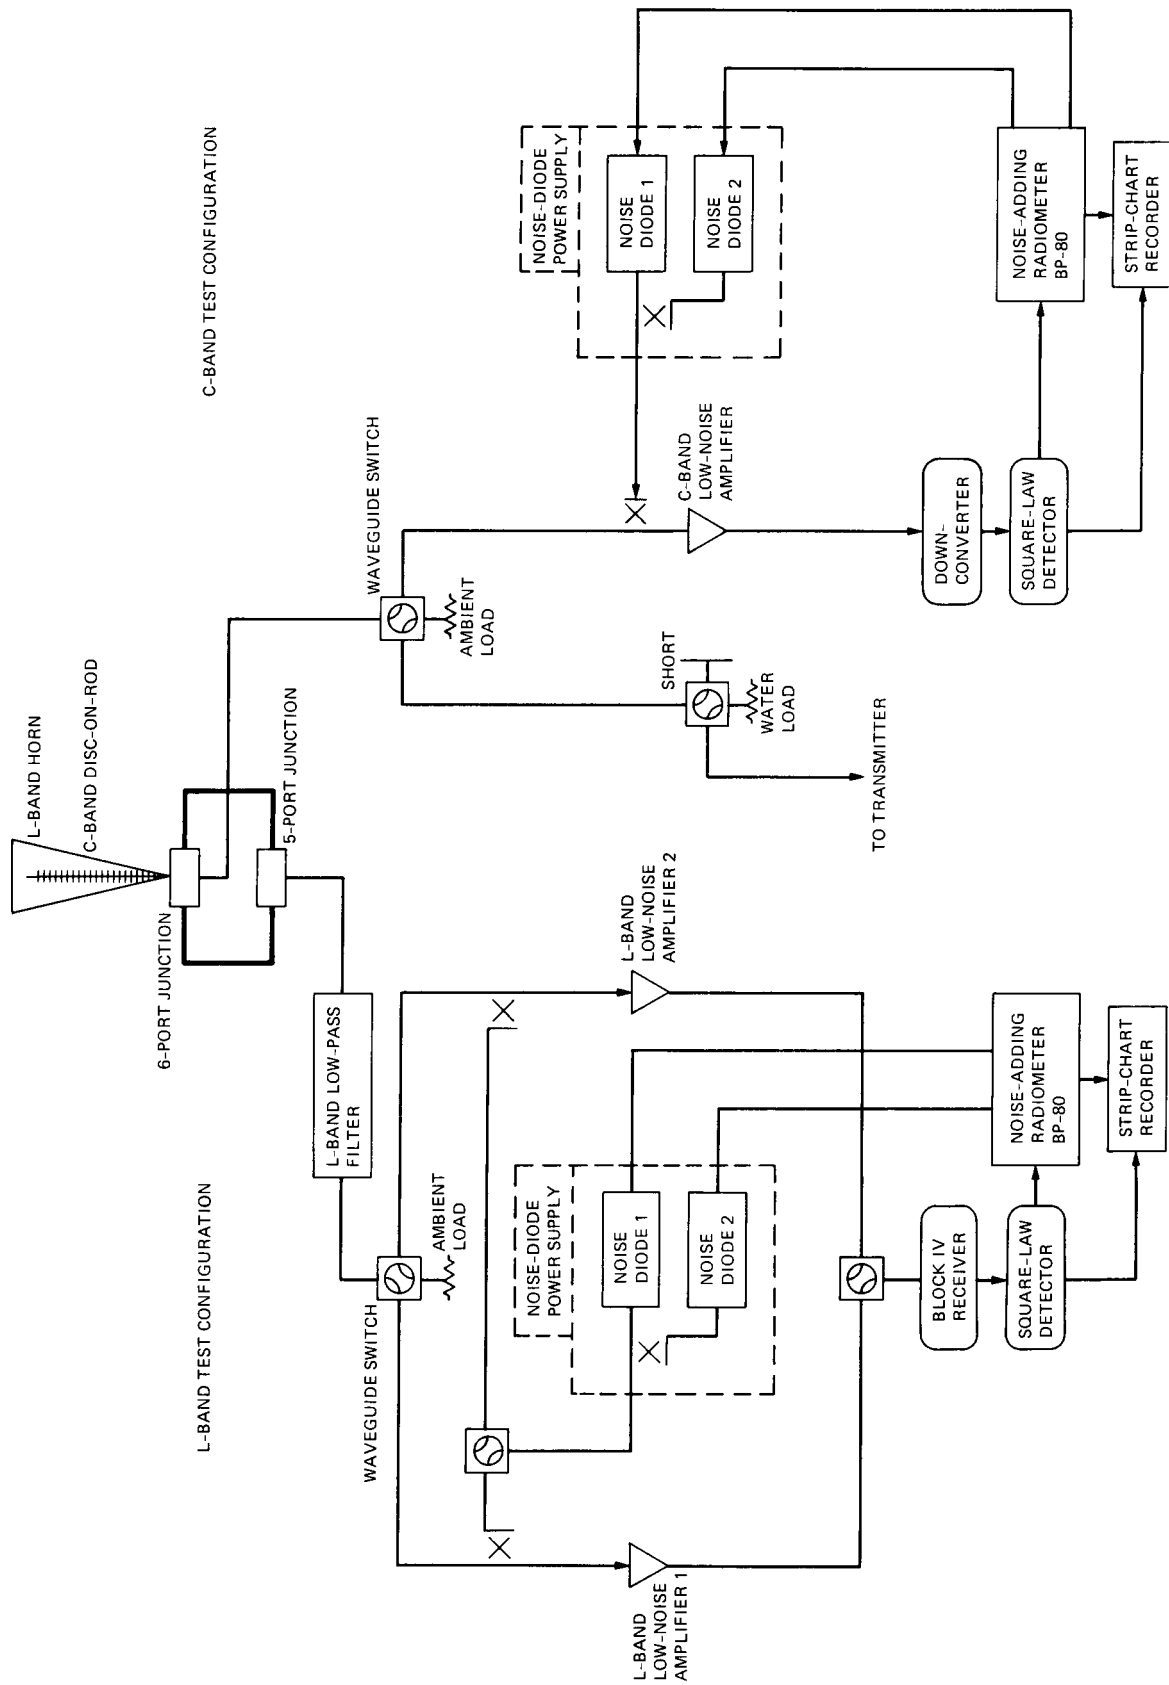 L-BAND TEST CONFIGURATION
C-BAND TEST CONFIGURATION
L-BAND HORN
C-BAND DISC-ON-ROD
6-PORT JUNCTION
5-PORT JUNCTION
L-BAND LOW-PASS
FILTER
WAVEGUIDE SWITCH
AMBIENT
LOAD
NOISE-DIODE
POWER SUPPLY
NOISE
DIODE 1
NOISE
DIODE 2
L-BAND
LOW-NOISE
AMPLIFIER 1
L-BAND
LOW-NOISE
AMPLIFIER 2
BLOCK IV
RECEIVER
SQUARE-LAW
DETECTOR
NOISE-ADDING
RADIOMETER
BP-80
STRIP-CHART
RECORDER
WAVEGUIDE SWITCH
AMBIENT
LOAD
SHORT
WATER
LOAD
TO TRANSMITTER
C-BAND
LOW-NOISE
AMPLIFIER
NOISE-DIODE
POWER SUPPLY
NOISE
DIODE 1
NOISE
DIODE 2
DOWN-
CONVERTER
SQUARE-LAW
DETECTOR
NOISE-ADDING
RADIOMETER
BP-80
STRIP-CHART
RECORDER